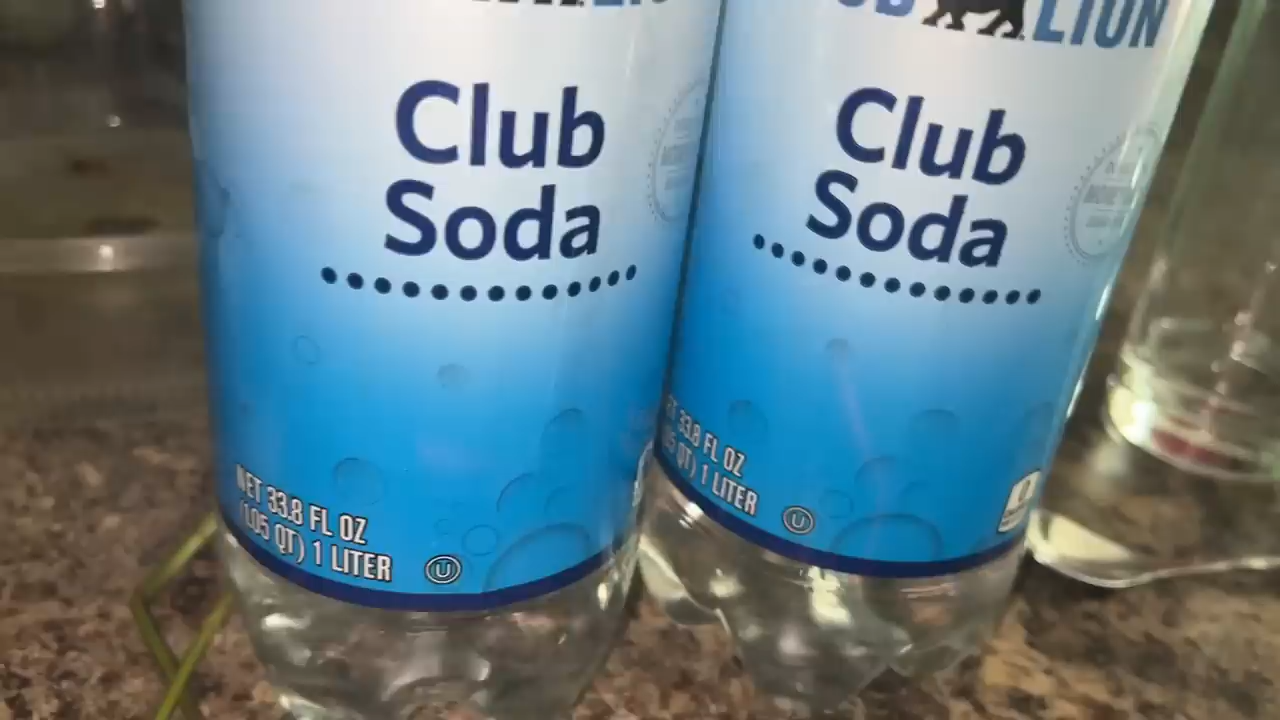 Club
Soda
NET 33.8 FL OZ
(1.05 QT) 1 LITER
U
LION
Club
Soda
33.8 FL OZ
QT) 1 LITER
U